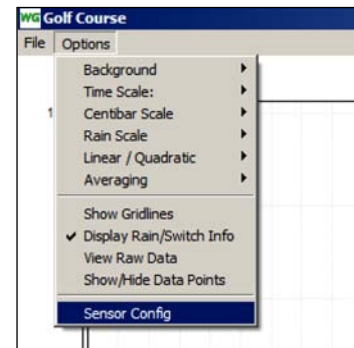 WG Golf Course
File Options
Background
Time Scale:
1
Centibar Scale
Rain Scale
Linear / Quadratic
Averaging
Show Gridlines
Display Rain/Switch Info
View Raw Data
Show/Hide Data Points
Sensor Config